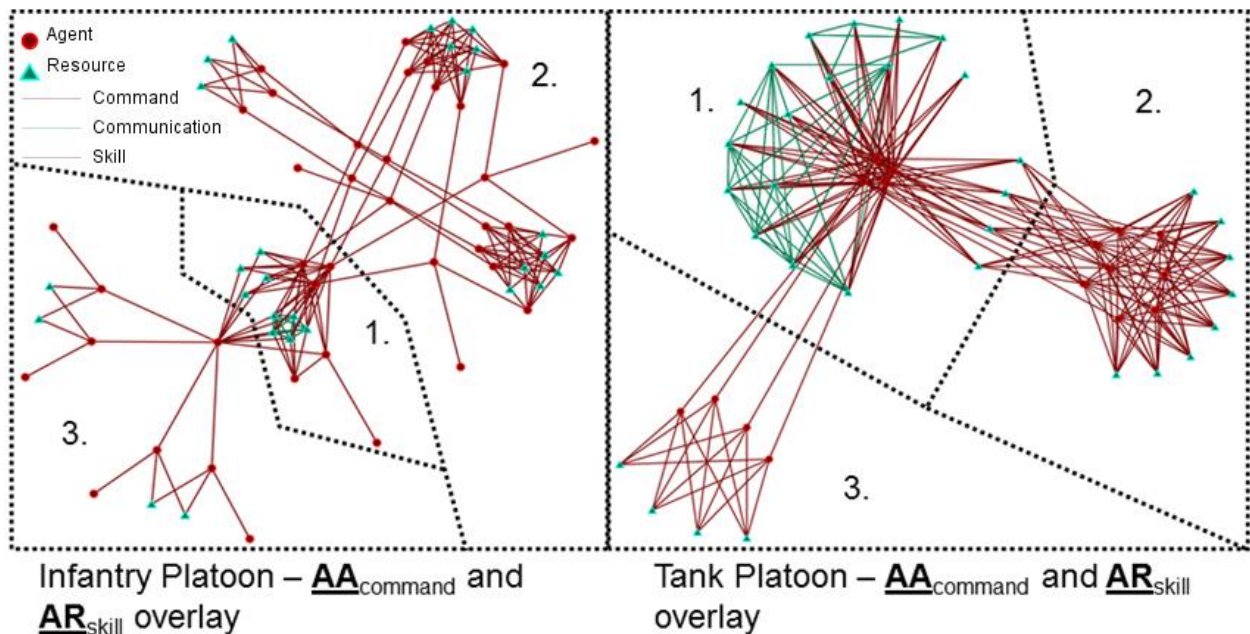 Agent
Resource
Command
Communication
Skill
2.
1.
3.
1.
2.
3.
Infantry Platoon – AAcommand and
ARskill overlay
Tank Platoon – AAcommand and ARskill
overlay